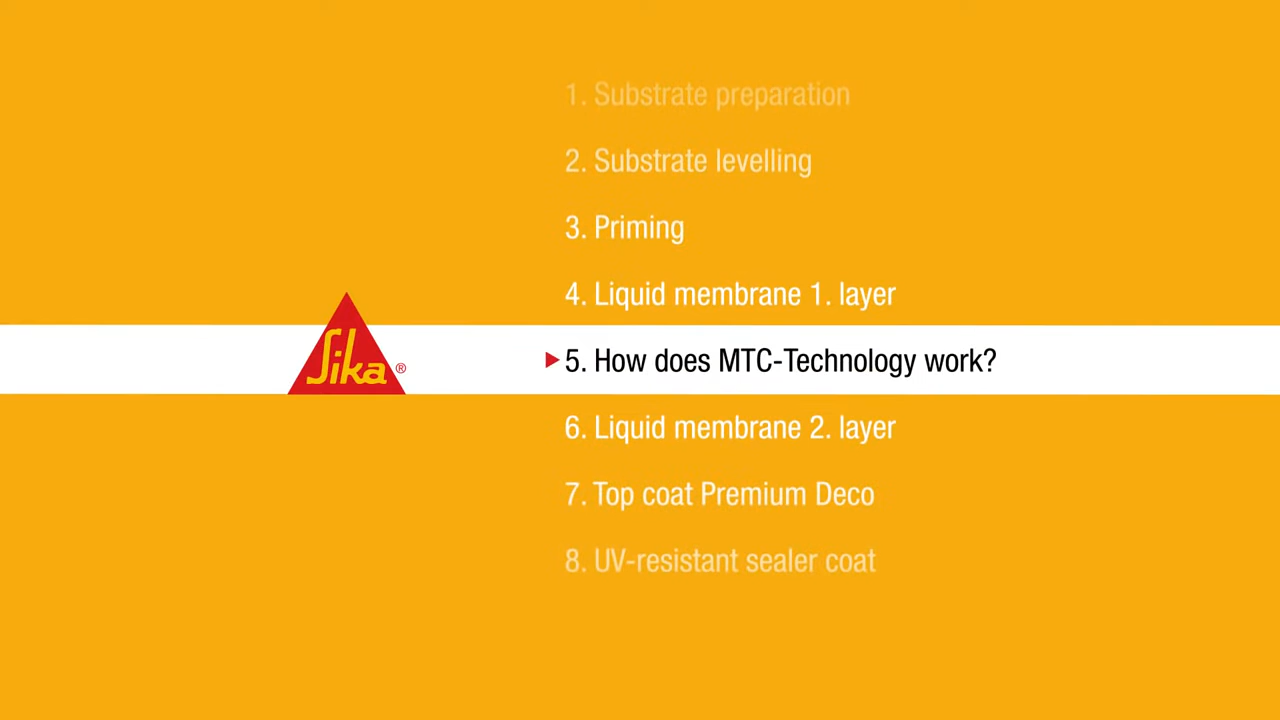 1. Substrate preparation
2. Substrate levelling
3. Priming
4. Liquid membrane 1. layer
Sika®
5. How does MTC-Technology work?
6. Liquid membrane 2. layer
7. Top coat Premium Deco
8. UV-resistant sealer coat